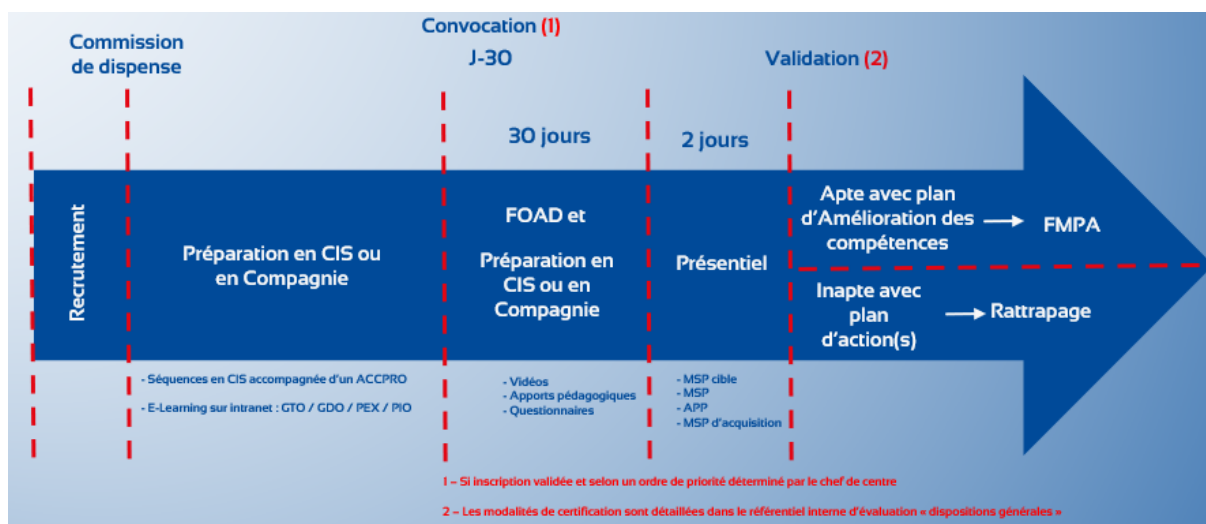 Commission
de dispense
Convocation (1)
J-30
Validation (2)
30 jours
2 jours
Recrutement
Préparation en CIS ou
en Compagnie
FOAD et
Préparation en
CIS ou en
Compagnie
Présentiel
Apte avec plan
d'Amélioration des
compétences
FMPA
Inapte avec
plan
d'action(s)
Rattrapage
- Séquences en CIS accompagnée d'un ACCPRO
- E-Learning sur intranet : GTO / GDO / PEX / PIO
- Vidéos
- Apports pédagogiques
- Questionnaires
- MSP cible
- MSP
- APP
- MSP d'acquisition
1 – Si inscription validée et selon un ordre de priorité déterminé par le chef de centre
2 – Les modalités de certification sont détaillées dans le référentiel interne d'évaluation « dispositions générales »